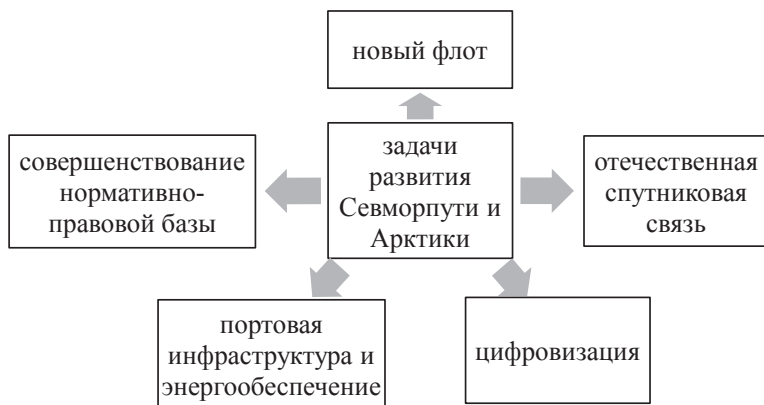 новый флот
совершенствование
нормативно-
правовой базы
задачи
развития
Севморпути и
Арктики
отечественная
спутниковая
связь
портовая
инфраструктура и
энергообеспечение
цифровизация